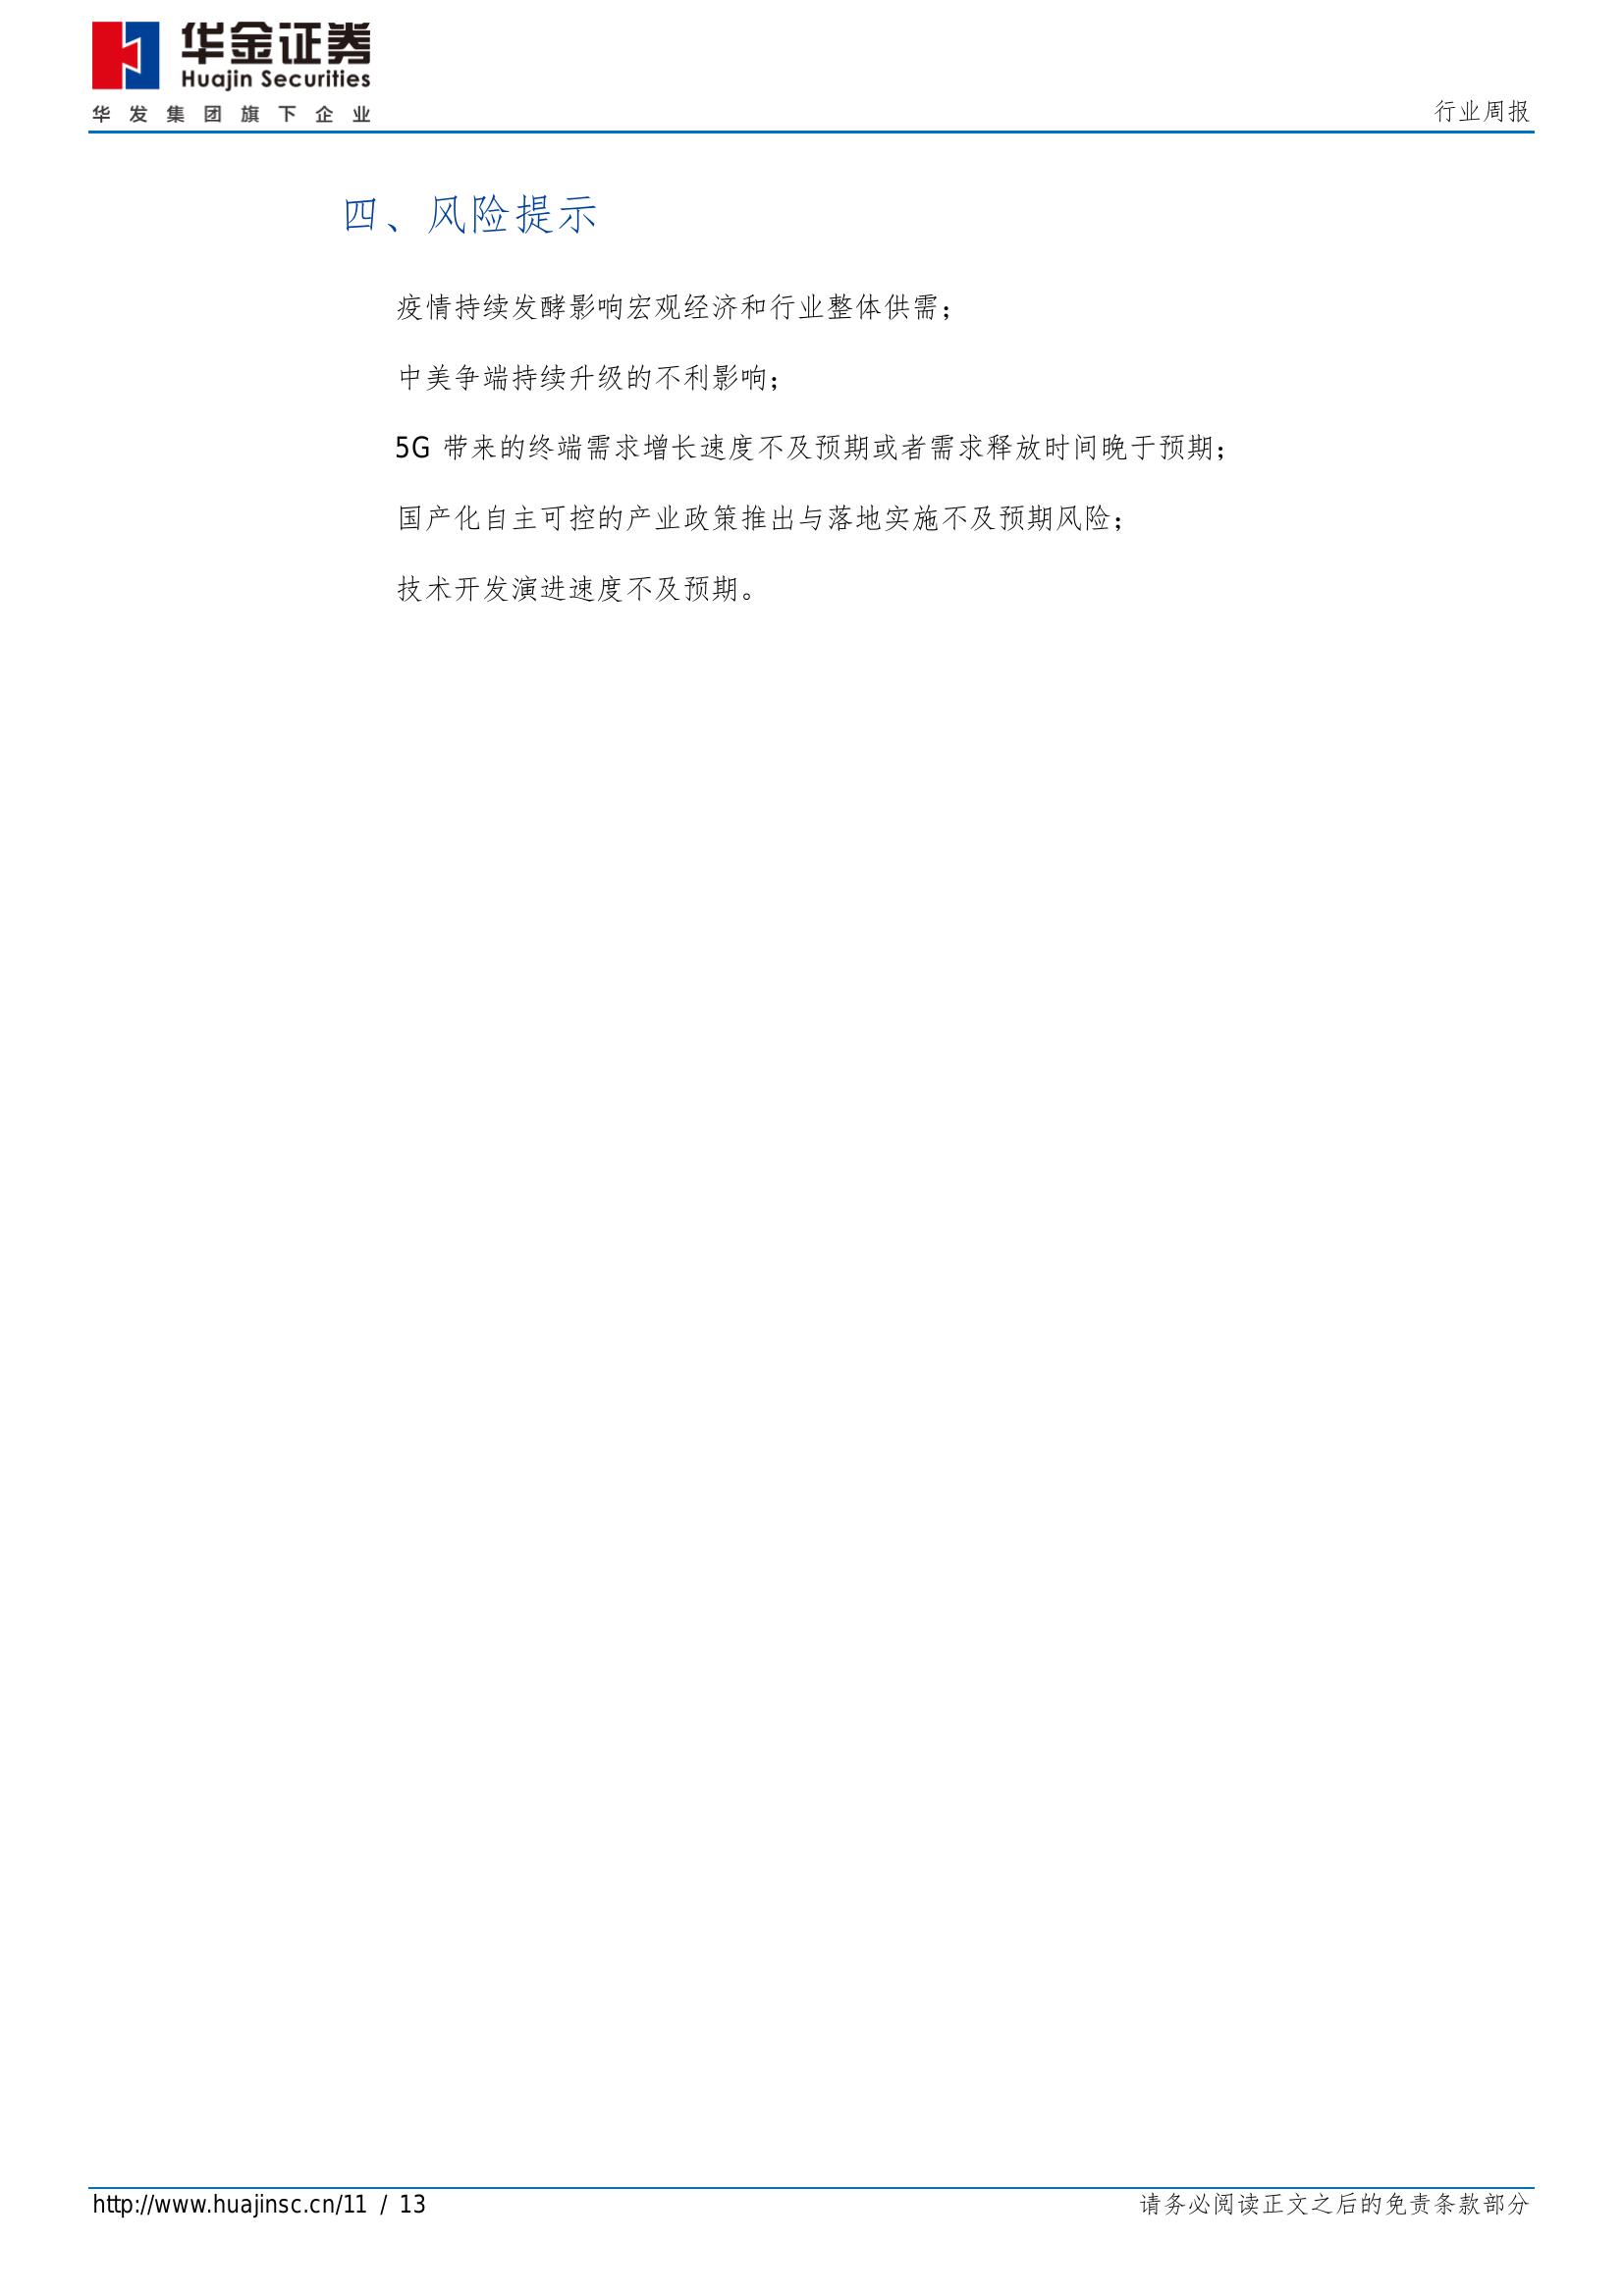 华金证券
Huajin Securities
华发集团旗下企业
行业周报
四、风险提示
疫情持续发酵影响宏观经济和行业整体供需；
中美争端持续升级的不利影响；
5G 带来的终端需求增长速度不及预期或者需求释放时间晚于预期；
国产化自主可控的产业政策推出与落地实施不及预期风险；
技术开发演进速度不及预期。
http://www.huajinsc.cn/11 / 13
请务必阅读正文之后的免责条款部分